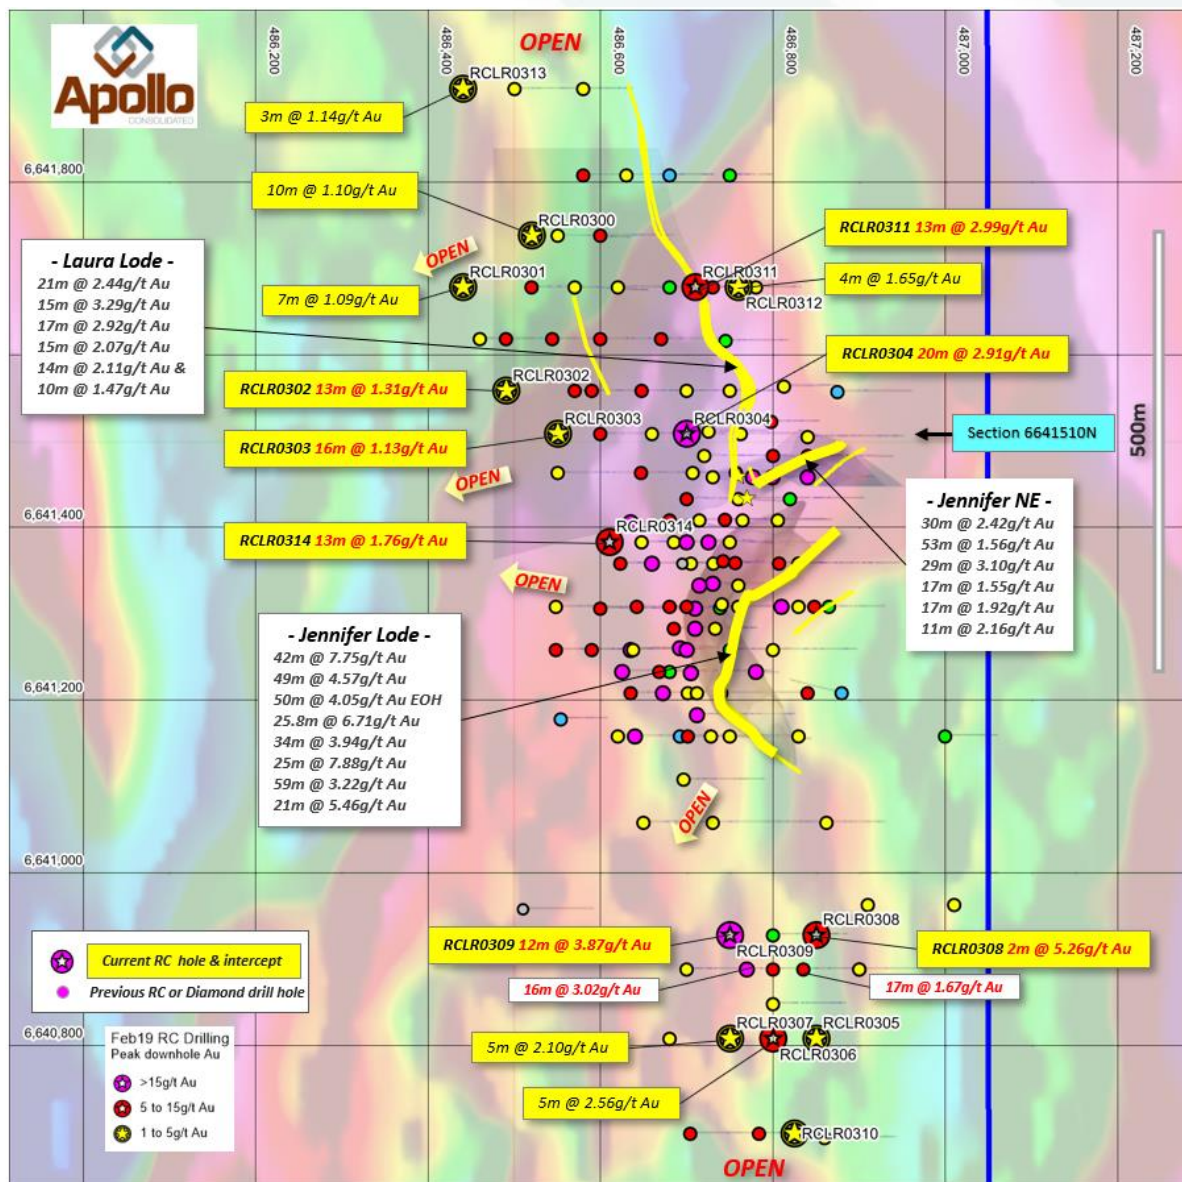 Apollo
CONSOLIDATED
486,200
486,400
486,600
486,800
487,000
487,200
OPEN
RCLR0313
3m @ 1.14g/t Au
6,641,800
10m @ 1.10g/t Au
RCLR0300
RCLR0311 13m @ 2.99g/t Au
OPEN
- Laura Lode -
21m @ 2.44g/t Au
15m @ 3.29g/t Au
17m @ 2.92g/t Au
15m @ 2.07g/t Au
14m @ 2.11g/t Au &
10m @ 1.47g/t Au
RCLR0301
7m @ 1.09g/t Au
RCLR0311
RCLR0312
4m @ 1.65g/t Au
RCLR0304 20m @ 2.91g/t Au
RCLR0302 13m @ 1.31g/t Au
RCLR0302
RCLR0303 16m @ 1.13g/t Au
RCLR0303
RCLR0304
Section 6641510N
500m
OPEN
6,641,400
RCLR0314 13m @ 1.76g/t Au
RCLR0314
- Jennifer NE -
30m @ 2.42g/t Au
53m @ 1.56g/t Au
29m @ 3.10g/t Au
17m @ 1.55g/t Au
17m @ 1.92g/t Au
11m @ 2.16g/t Au
OPEN
- Jennifer Lode -
42m @ 7.75g/t Au
49m @ 4.57g/t Au
50m @ 4.05g/t Au EOH
25.8m @ 6.71g/t Au
34m @ 3.94g/t Au
25m @ 7.88g/t Au
59m @ 3.22g/t Au
21m @ 5.46g/t Au
6,641,200
OPEN
6,641,000
RCLR0309 12m @ 3.87g/t Au
RCLR0309
RCLR0308
RCLR0308 2m @ 5.26g/t Au
16m @ 3.02g/t Au
17m @ 1.67g/t Au
Current RC hole & intercept
Previous RC or Diamond drill hole
6,640,800
RCLR0307
RCLR0305
RCLR0306
5m @ 2.10g/t Au
5m @ 2.56g/t Au
Feb19 RC Drilling
Peak downhole Au
>15g/t Au
5 to 15g/t Au
1 to 5g/t Au
RCLR0310
OPEN